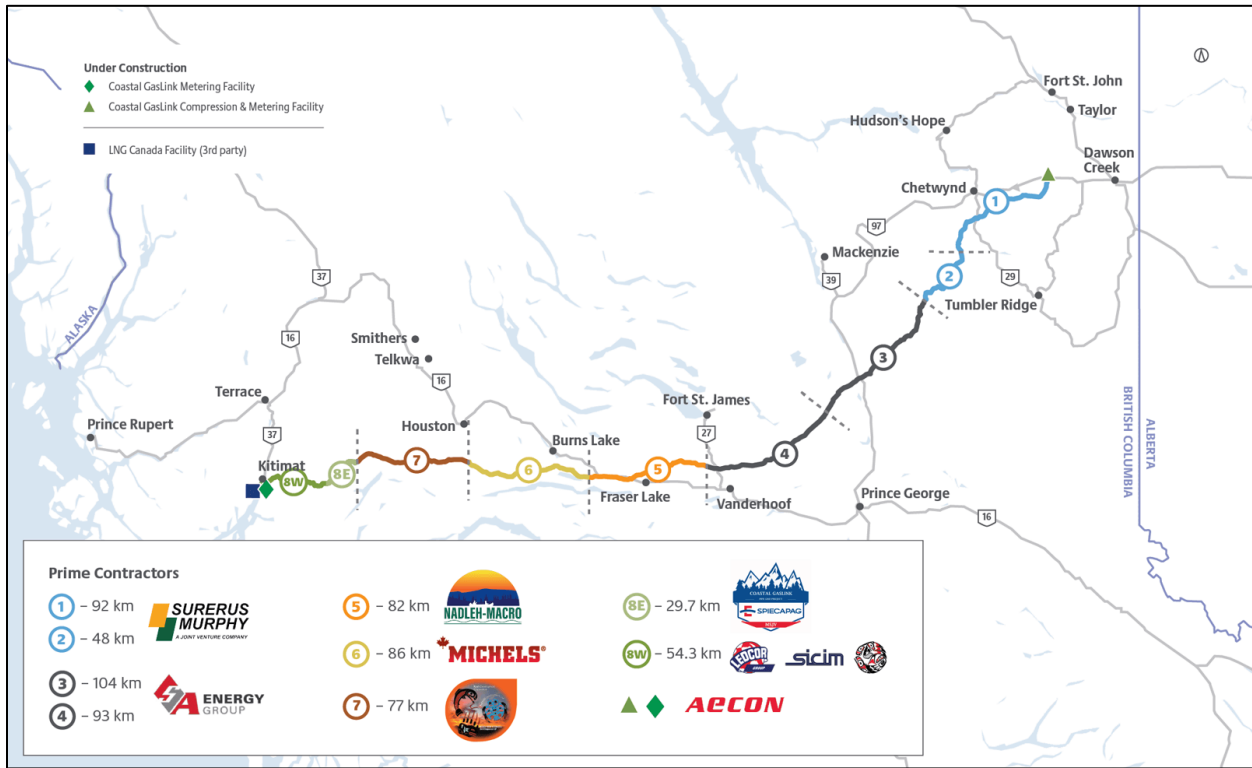 Under Construction
Coastal GasLink Metering Facility
Coastal GasLink Compression & Metering Facility
LNG Canada Facility (3rd party)
Fort St. John
Taylor
Hudson's Hope
Dawson
Creek
Chetwynd
1
97
Mackenzie
39
2
29
Tumbler Ridge
37
ALASKA
16
Smithers
Telkwa
16
3
Terrace
Fort St. James
BRITISH COLUMBIA
ALBERTA
Prince Rupert
37
Houston
27
Burns Lake
4
Kitimat
8W
8E
7
6
5
Fraser Lake
Vanderhoof
Prince George
16
Prime Contractors
1 – 92 km
2 – 48 km
SURERUS
MURPHY
A JOINT VENTURE COMPANY
3 – 104 km
4 – 93 km
SA ENERGY
GROUP
5 – 82 km
NADLEH-MACRO
6 – 86 km
MICHELS®
7 – 77 km
8E – 29.7 km
COASTAL GASLINK
SPIECAPAG
8W – 54.3 km
LEDCOR
GROUP
sicim
AECON